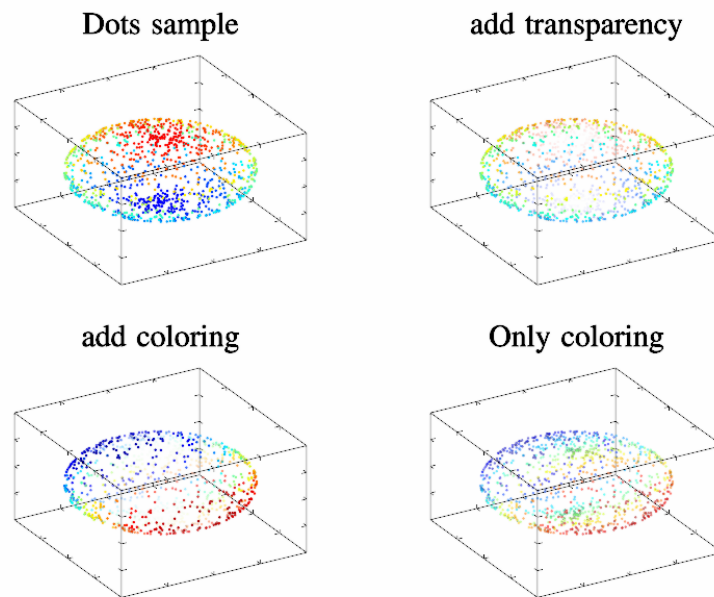 Dots sample
add transparency
add coloring
Only coloring